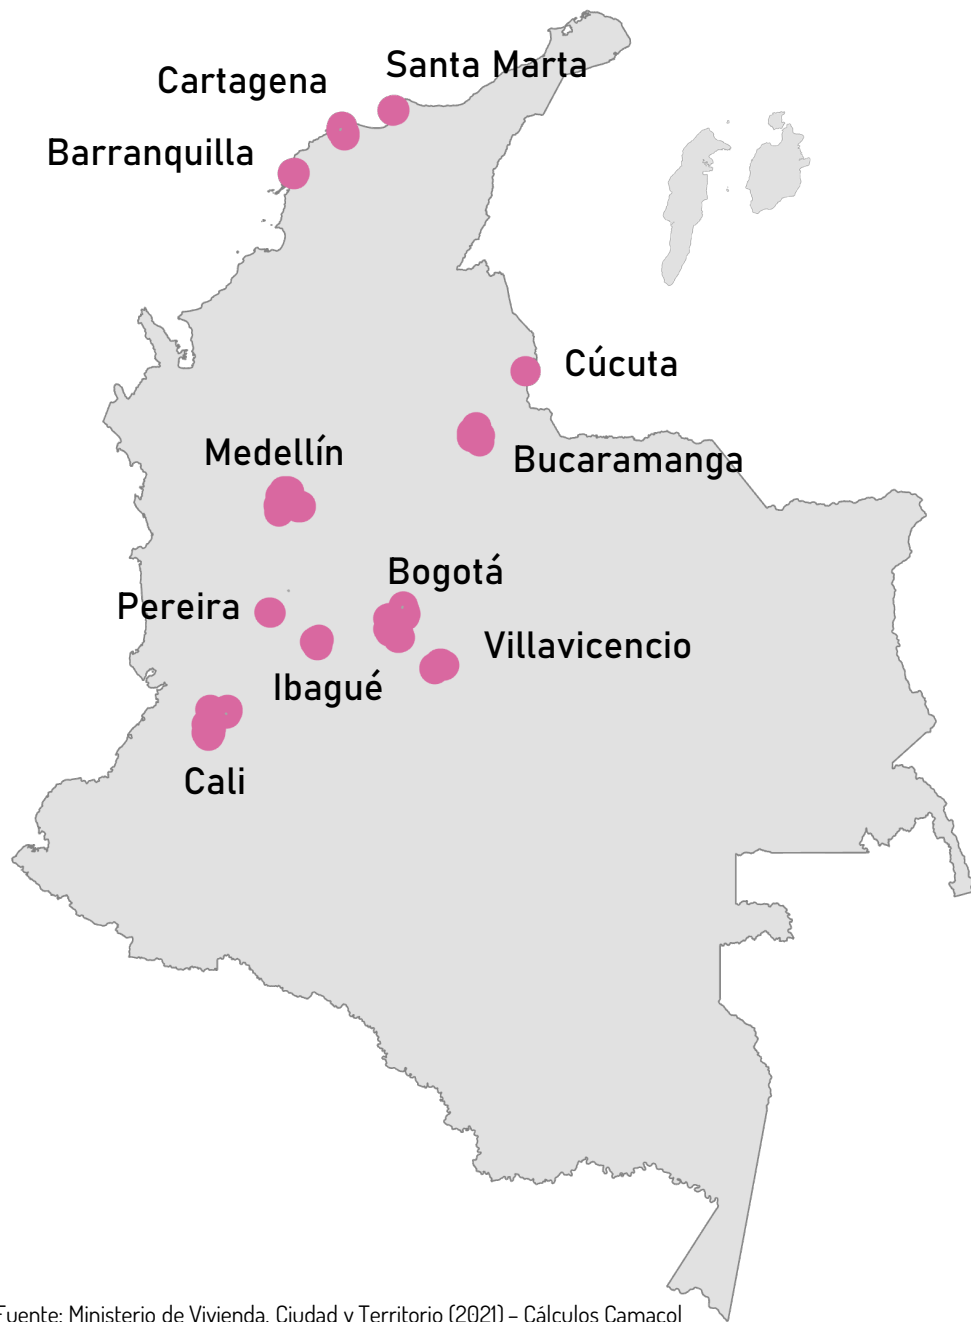 Santa Marta
Cartagena
Barranquilla
Cúcuta
Medellín
Bucaramanga
Bogotá
Pereira
Villavicencio
Ibagué
Cali
Fuente: Ministerio de Vivienda, Ciudad y Territorio (2021) – Cálculos Camacol